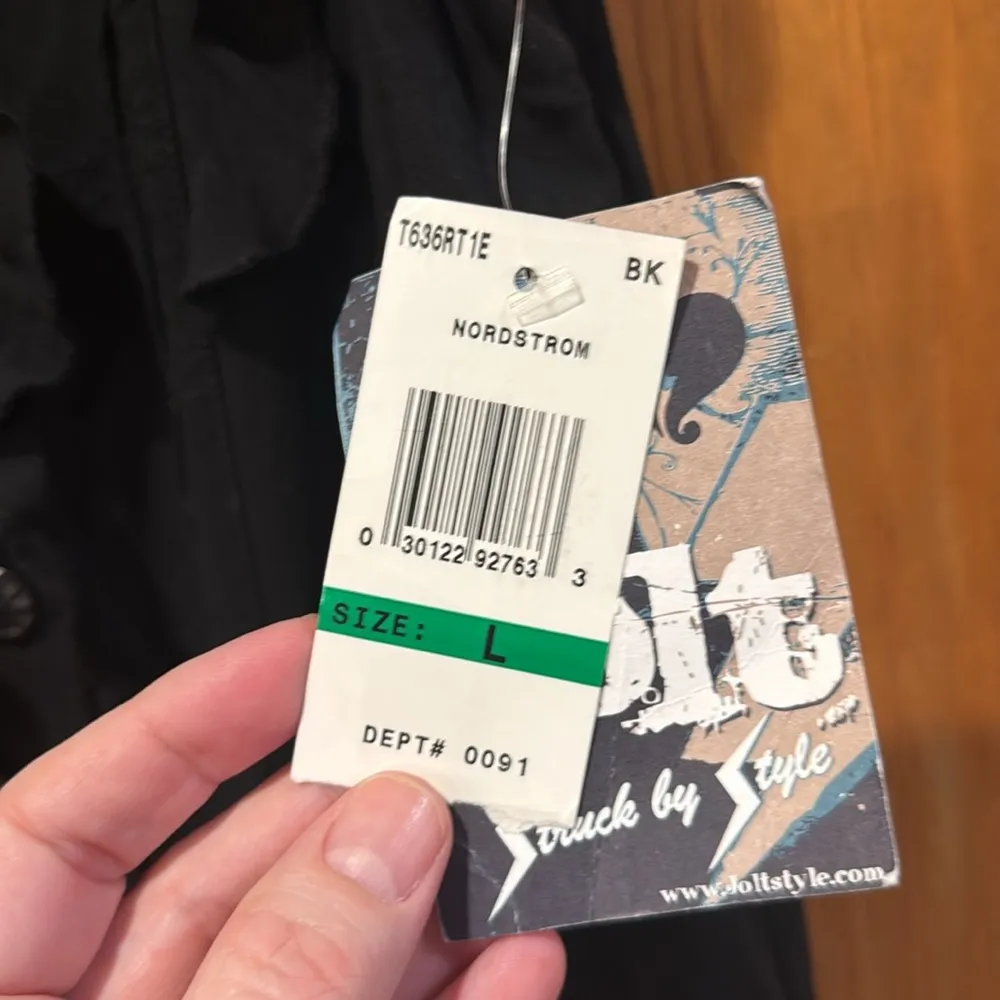 T636RT1E
BK
NORDSTROM
0 30122 92763 3
SIZE: L
DEPT# 0091
Struck by Style
www.Joltstyle.com